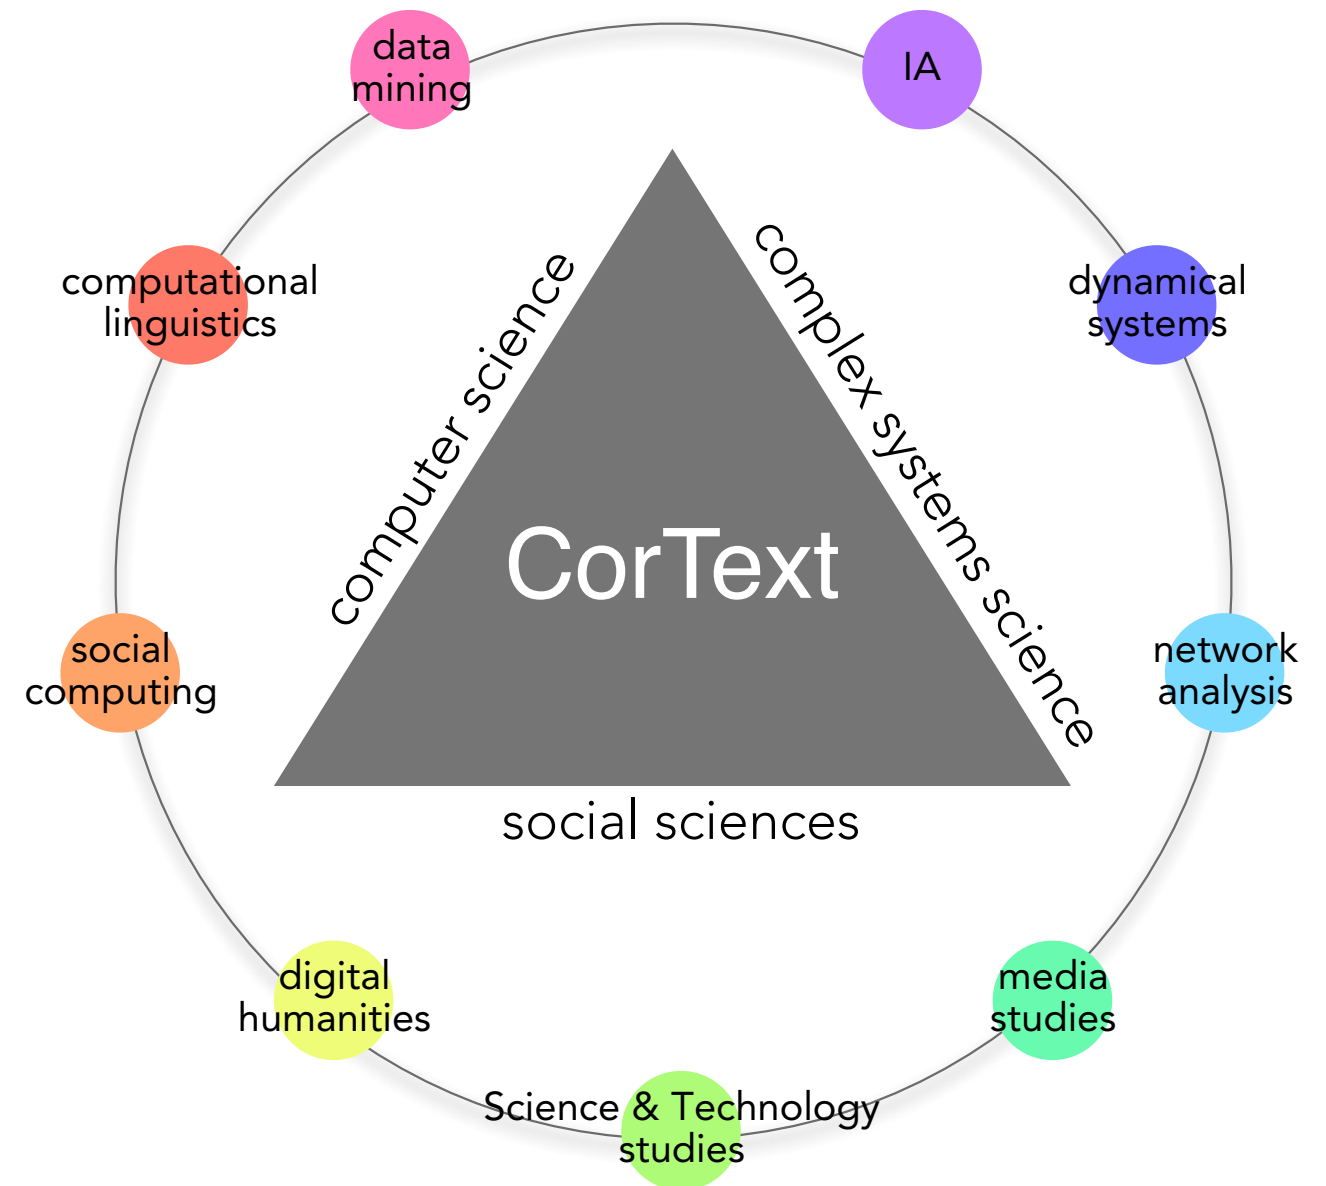 data
mining
IA
computational
linguistics
dynamical
systems
computer science
complex systems science
CorText
social
computing
network
analysis
social sciences
digital
humanities
media
studies
Science & Technology
studies